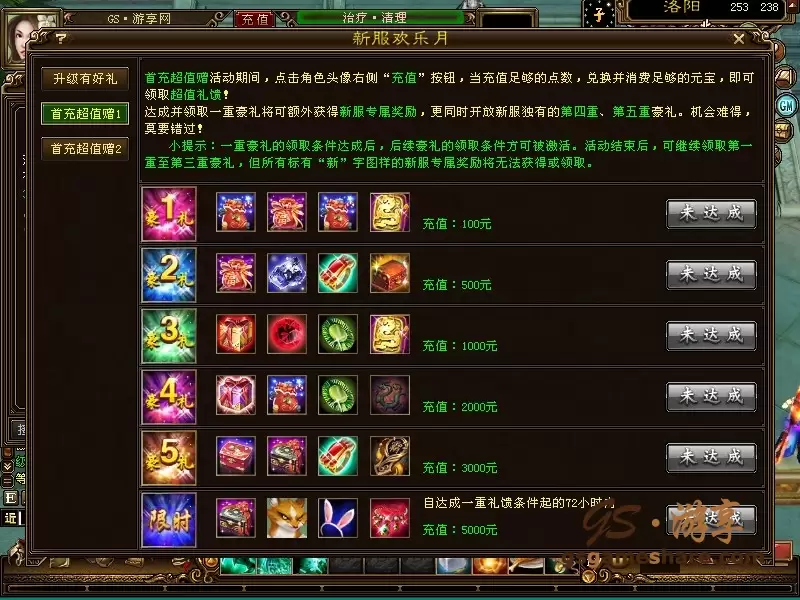 GS·游享网
充值
治疗·清理
洛阳
253 238
?
新服欢乐月
子
GM
升级有好礼
首充超值赠1
首充超值赠2
首充超值赠活动期间，点击角色头像右侧“充值”按钮，当充值足够的点数，兑换并消费足够的元宝，即可
领取超值礼馈！
达成并领取一重豪礼将可额外获得新服专属奖励，更同时开放新服独有的第四重、第五重豪礼。机会难得，
莫要错过！
小提示：一重豪礼的领取条件达成后，后续豪礼的领取条件方可被激活。活动结束后，可继续领取第一
重至第三重豪礼，但所有标有“新”字图样的新服专属奖励将无法获得或领取。
豪1礼
充值：100元
未达成
豪2礼
充值：500元
未达成
豪3礼
充值：1000元
未达成
豪4礼
充值：2000元
未达成
豪5礼
充值：3000元
未达成
限时
自达成一重礼馈条件起的72小时内
充值：5000元
达成
GS·游享
近